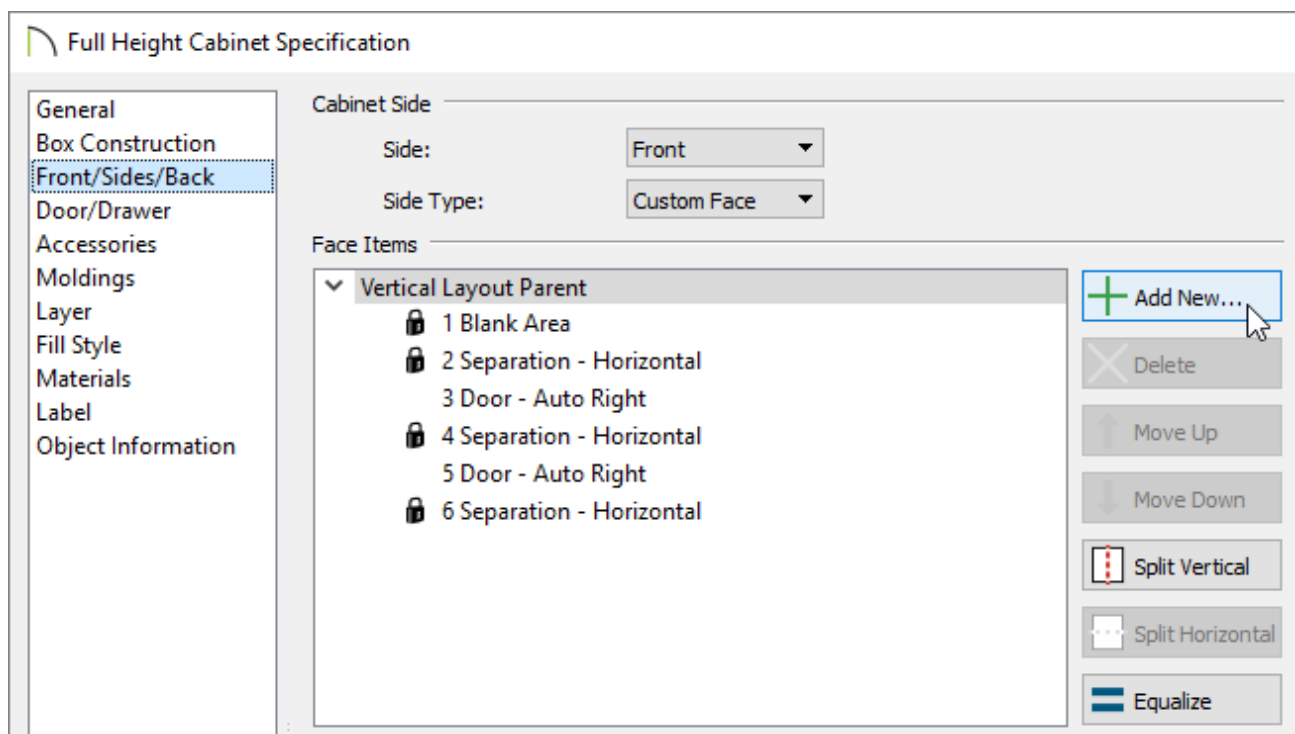 Full Height Cabinet Specification
General
Box Construction
Front/Sides/Back
Door/Drawer
Accessories
Moldings
Layer
Fill Style
Materials
Label
Object Information
Cabinet Side
Side: Front
Side Type: Custom Face
Face Items
Vertical Layout Parent
1 Blank Area
2 Separation - Horizontal
3 Door - Auto Right
4 Separation - Horizontal
5 Door - Auto Right
6 Separation - Horizontal
Add New...
Delete
Move Up
Move Down
Split Vertical
Split Horizontal
Equalize